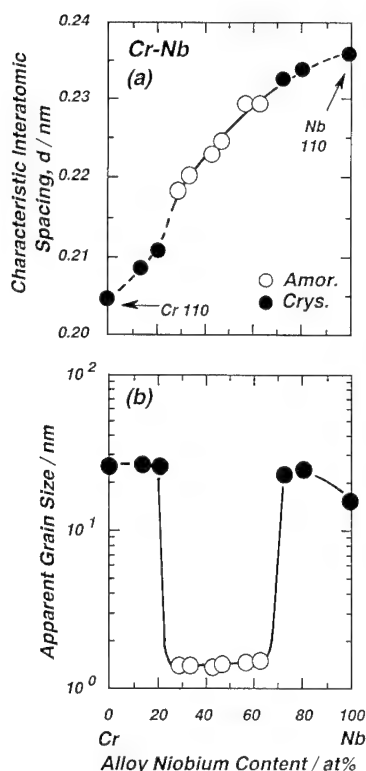 Cr-Nb
(a)
Characteristic Interatomic
Spacing, d / nm
0.24
0.23
0.22
0.21
0.20
Nb
110
Cr 110
Amor.
Crys.
(b)
Apparent Grain Size / nm
10²
10¹
10⁰
0 20 40 60 80 100
Cr Nb
Alloy Niobium Content / at%